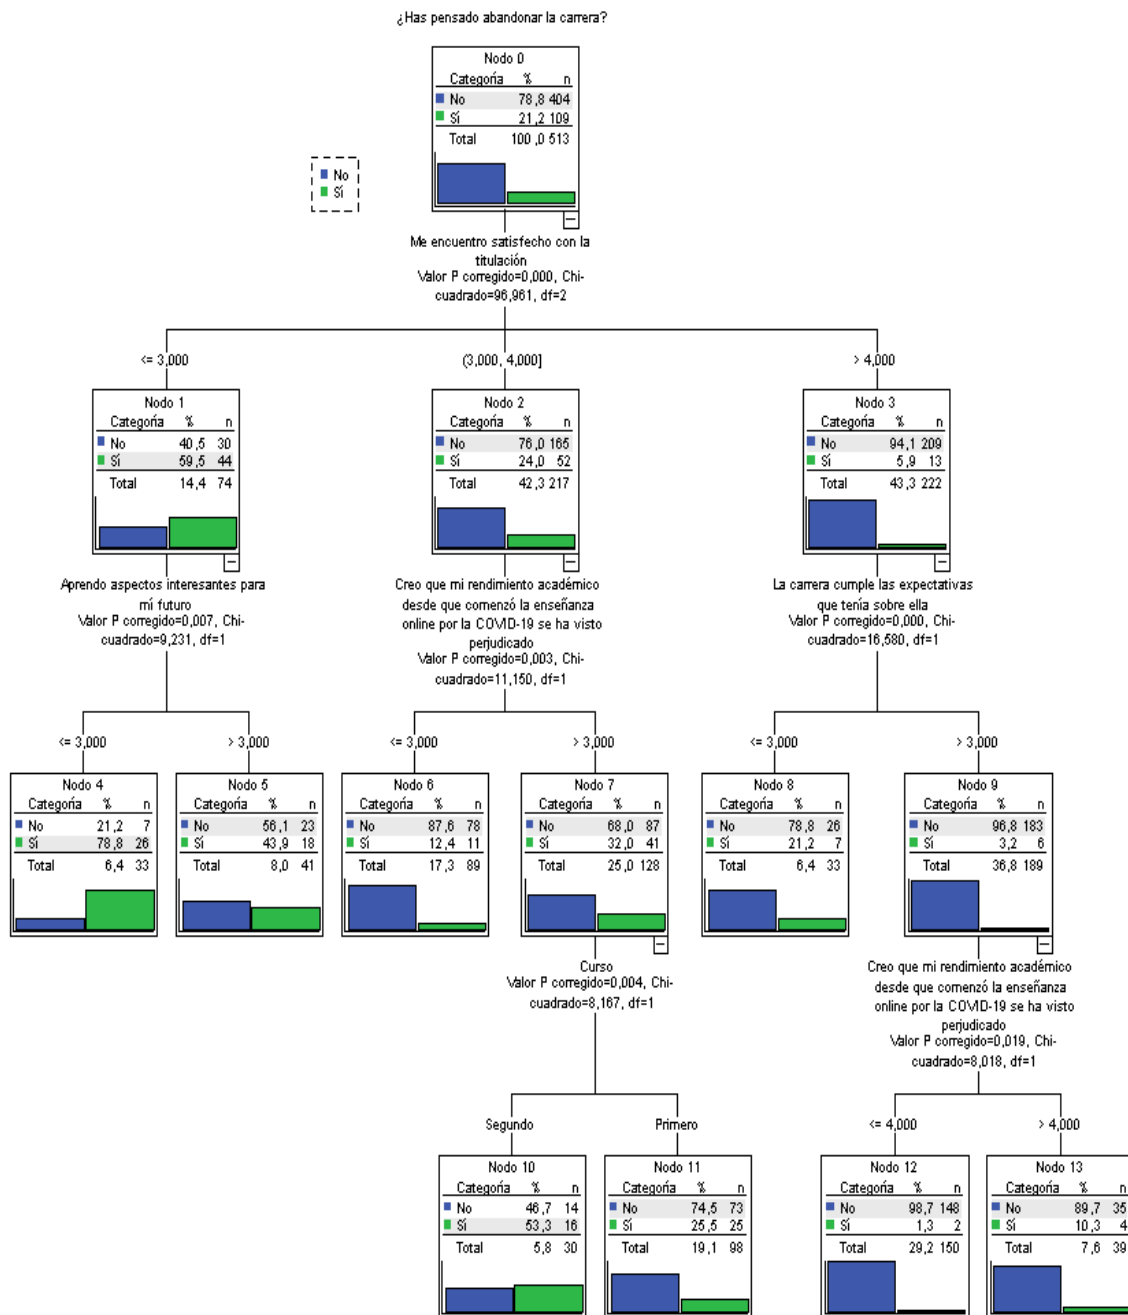 ¿Has pensado abandonar la carrera?
Nodo 0
Categoría % n
No 78,8 404
Sí 21,2 109
Total 100,0 513
No
Sí
Me encuentro satisfecho con la
titulación
Valor P corregido=0,000, Chi-
cuadrado=96,961, df=2
<= 3,000
(3,000, 4,000]
> 4,000
Nodo 1
Categoría % n
No 40,5 30
Sí 59,5 44
Total 14,4 74
Nodo 2
Categoría % n
No 76,0 165
Sí 24,0 52
Total 42,3 217
Nodo 3
Categoría % n
No 94,1 209
Sí 5,9 13
Total 43,3 222
Aprendo aspectos interesantes para
mi futuro
Valor P corregido=0,007, Chi-
cuadrado=9,231, df=1
Creo que mi rendimiento académico
desde que comenzó la enseñanza
online por la COVID-19 se ha visto
perjudicado
Valor P corregido=0,003, Chi-
cuadrado=11,150, df=1
La carrera cumple las expectativas
que tenía sobre ella
Valor P corregido=0,000, Chi-
cuadrado=16,580, df=1
<= 3,000
> 3,000
<= 3,000
> 3,000
<= 3,000
> 3,000
Nodo 4
Categoría % n
No 21,2 7
Sí 78,8 26
Total 6,4 33
Nodo 5
Categoría % n
No 56,1 23
Sí 43,9 18
Total 8,0 41
Nodo 6
Categoría % n
No 87,6 78
Sí 12,4 11
Total 17,3 89
Nodo 7
Categoría % n
No 68,0 87
Sí 32,0 41
Total 25,0 128
Nodo 8
Categoría % n
No 78,8 26
Sí 21,2 7
Total 6,4 33
Nodo 9
Categoría % n
No 96,8 183
Sí 3,2 6
Total 36,8 189
Curso
Valor P corregido=0,004, Chi-
cuadrado=8,167, df=1
Creo que mi rendimiento académico
desde que comenzó la enseñanza
online por la COVID-19 se ha visto
perjudicado
Valor P corregido=0,019, Chi-
cuadrado=8,018, df=1
Segundo
Primero
<= 4,000
> 4,000
Nodo 10
Categoría % n
No 46,7 14
Sí 53,3 16
Total 5,8 30
Nodo 11
Categoría % n
No 74,5 73
Sí 25,5 25
Total 19,1 98
Nodo 12
Categoría % n
No 98,7 148
Sí 1,3 2
Total 29,2 150
Nodo 13
Categoría % n
No 89,7 35
Sí 10,3 4
Total 7,6 39